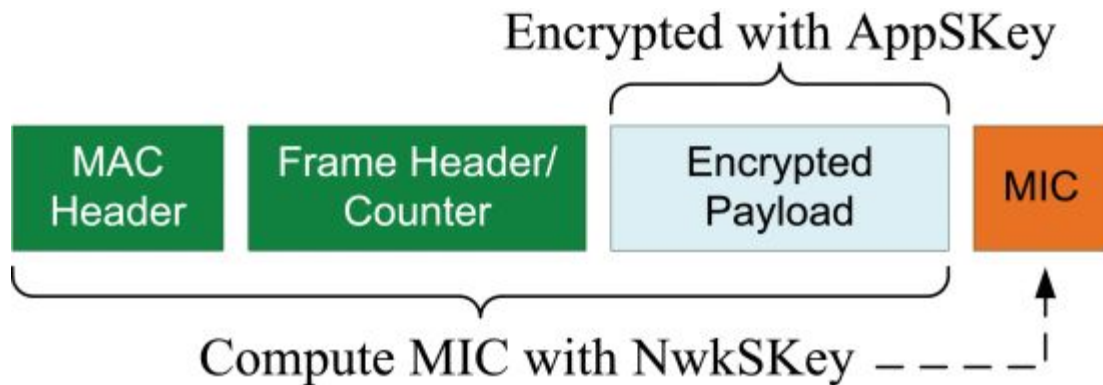 Encrypted with AppSKey
MAC
Header
Frame Header/
Counter
Encrypted
Payload
MIC
Compute MIC with NwkSKey